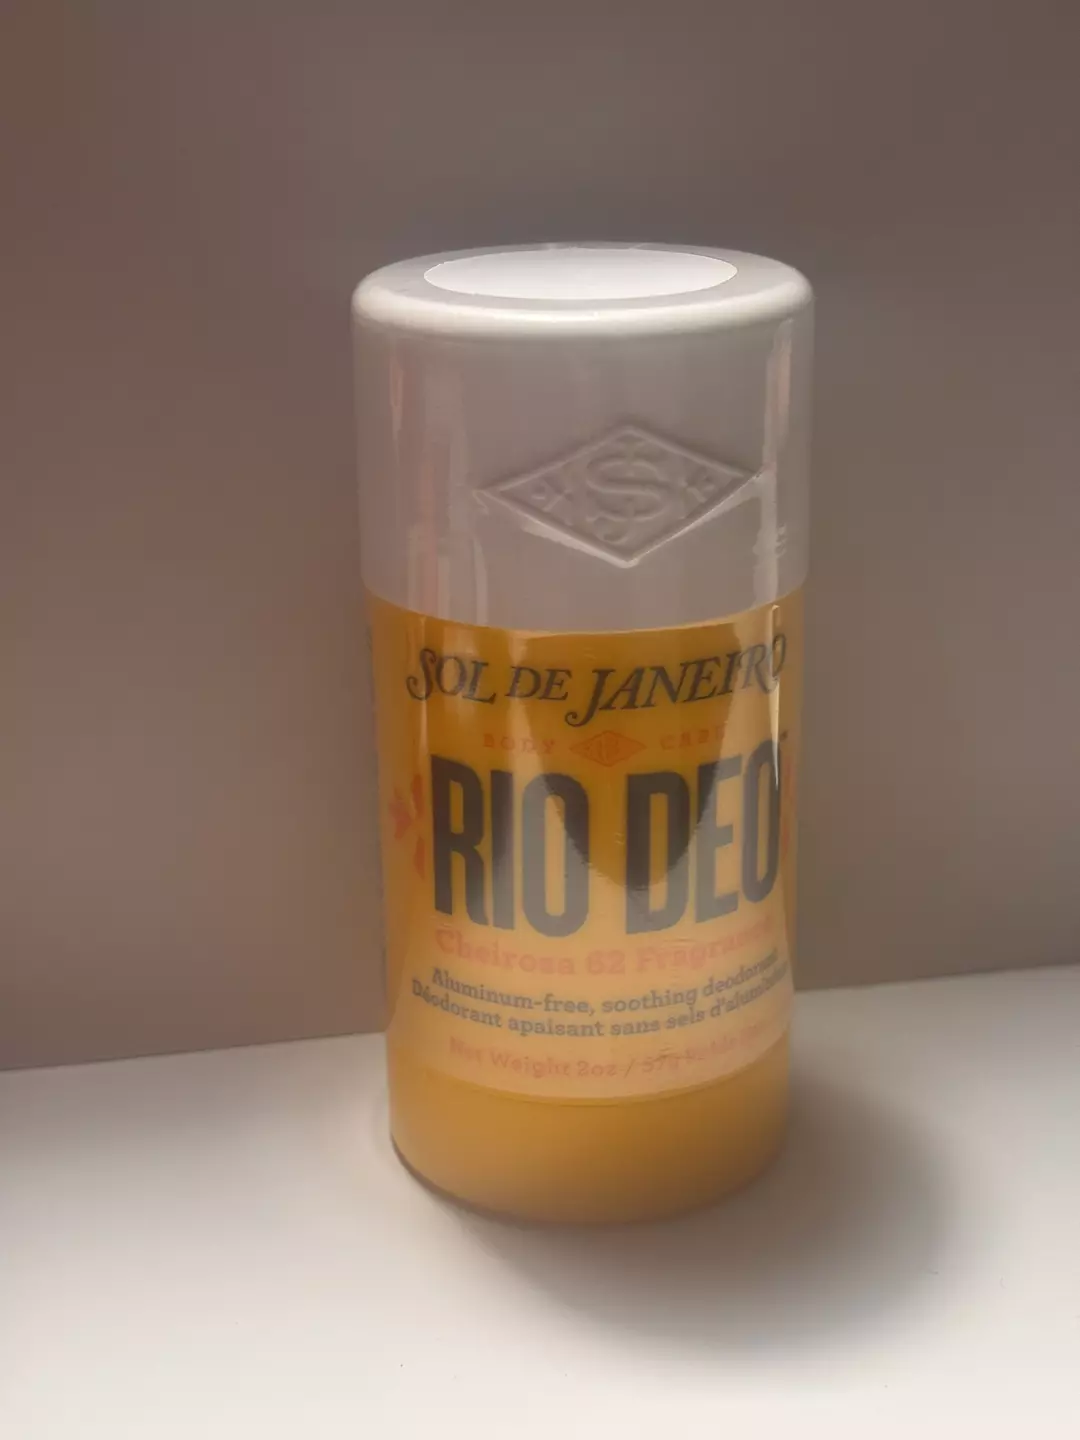 SOL DE JANEIRO
BODY CARE
RIO DEO
Cheirosa 62 Fragrance
Aluminum-free, soothing deodorant
Déodorant apaisant sans sels d'aluminium
Net Weight 2oz / 57g